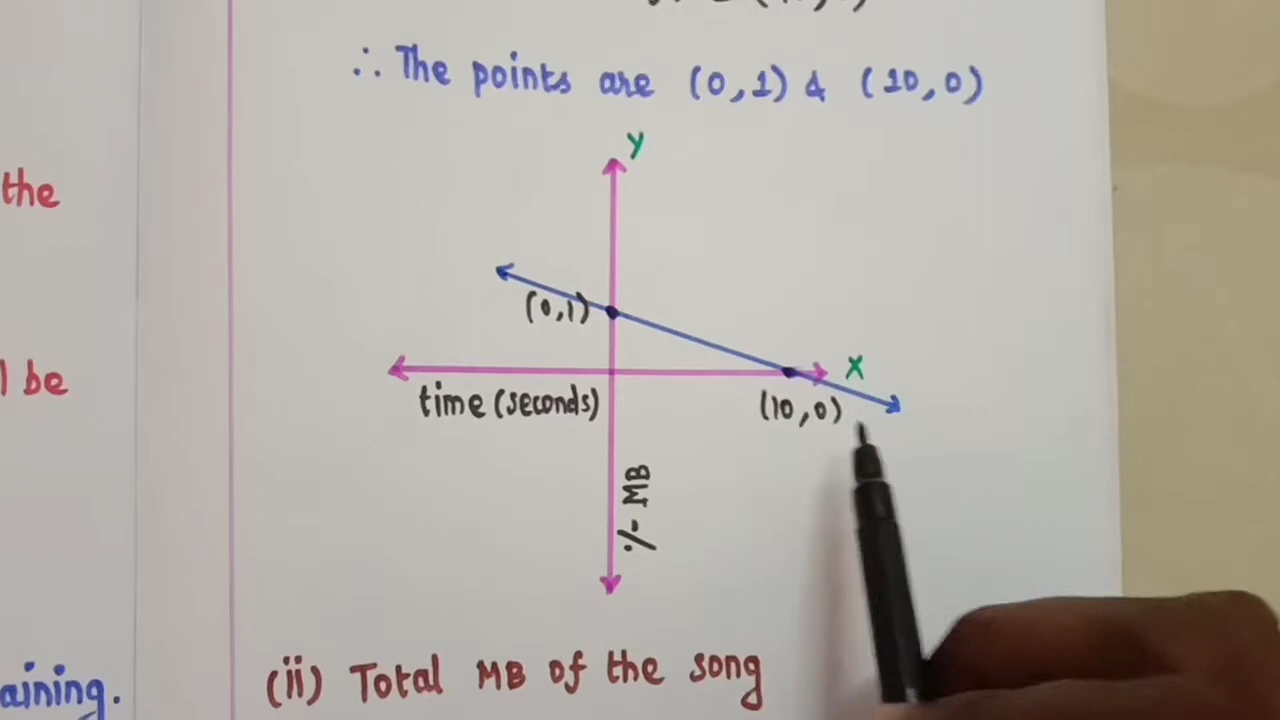 ∴ The points are (0,1) & (10,0)
Y
the
(0,1)
X
be
time (seconds)
(10,0)
% MB
aining.
(ii) Total MB of the song